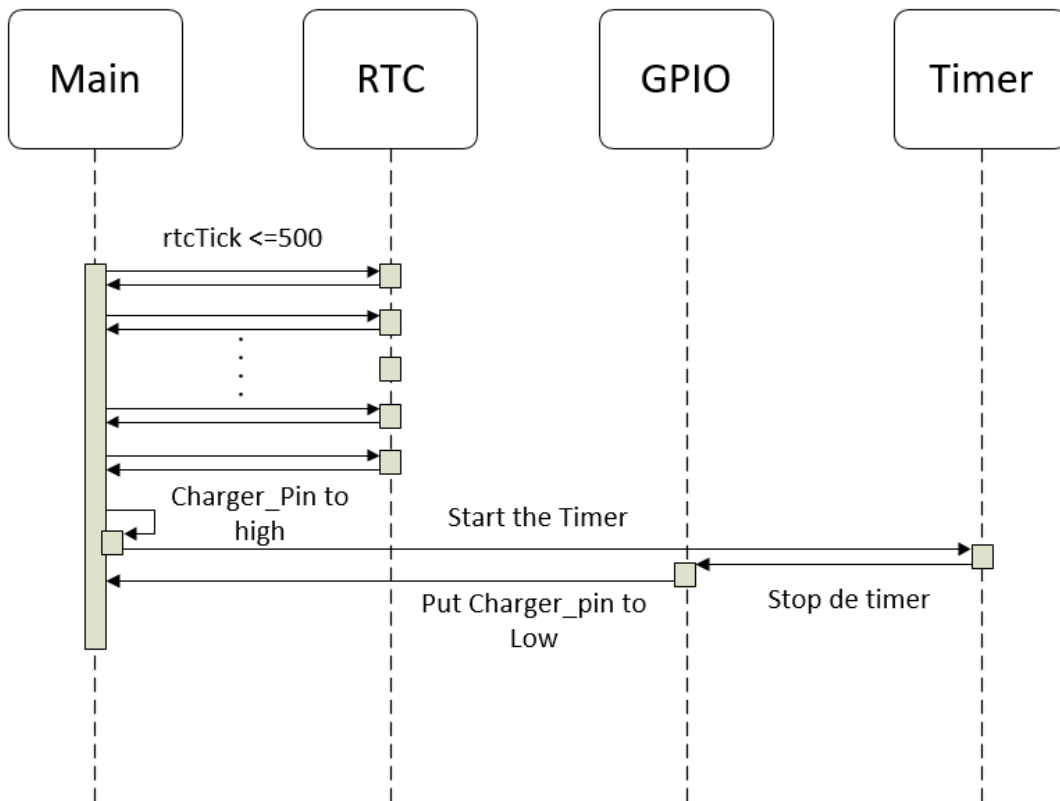 Main
RTC
GPIO
Timer
rtcTick <=500
Charger_Pin to
high
Start the Timer
Put Charger_pin to
Low
Stop de timer